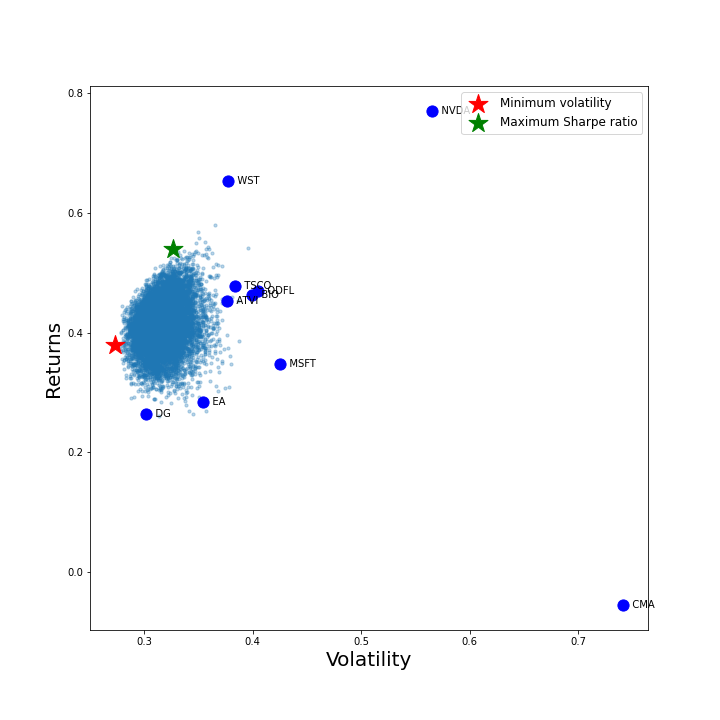 0.8
NVDA
Minimum volatility
Maximum Sharpe ratio
WST
0.6
TSCO
ODFL
BIO
ATVI
0.4
MSFT
EA
DG
0.2
0.0
CMA
Returns
0.3
0.4
0.5
0.6
0.7
Volatility